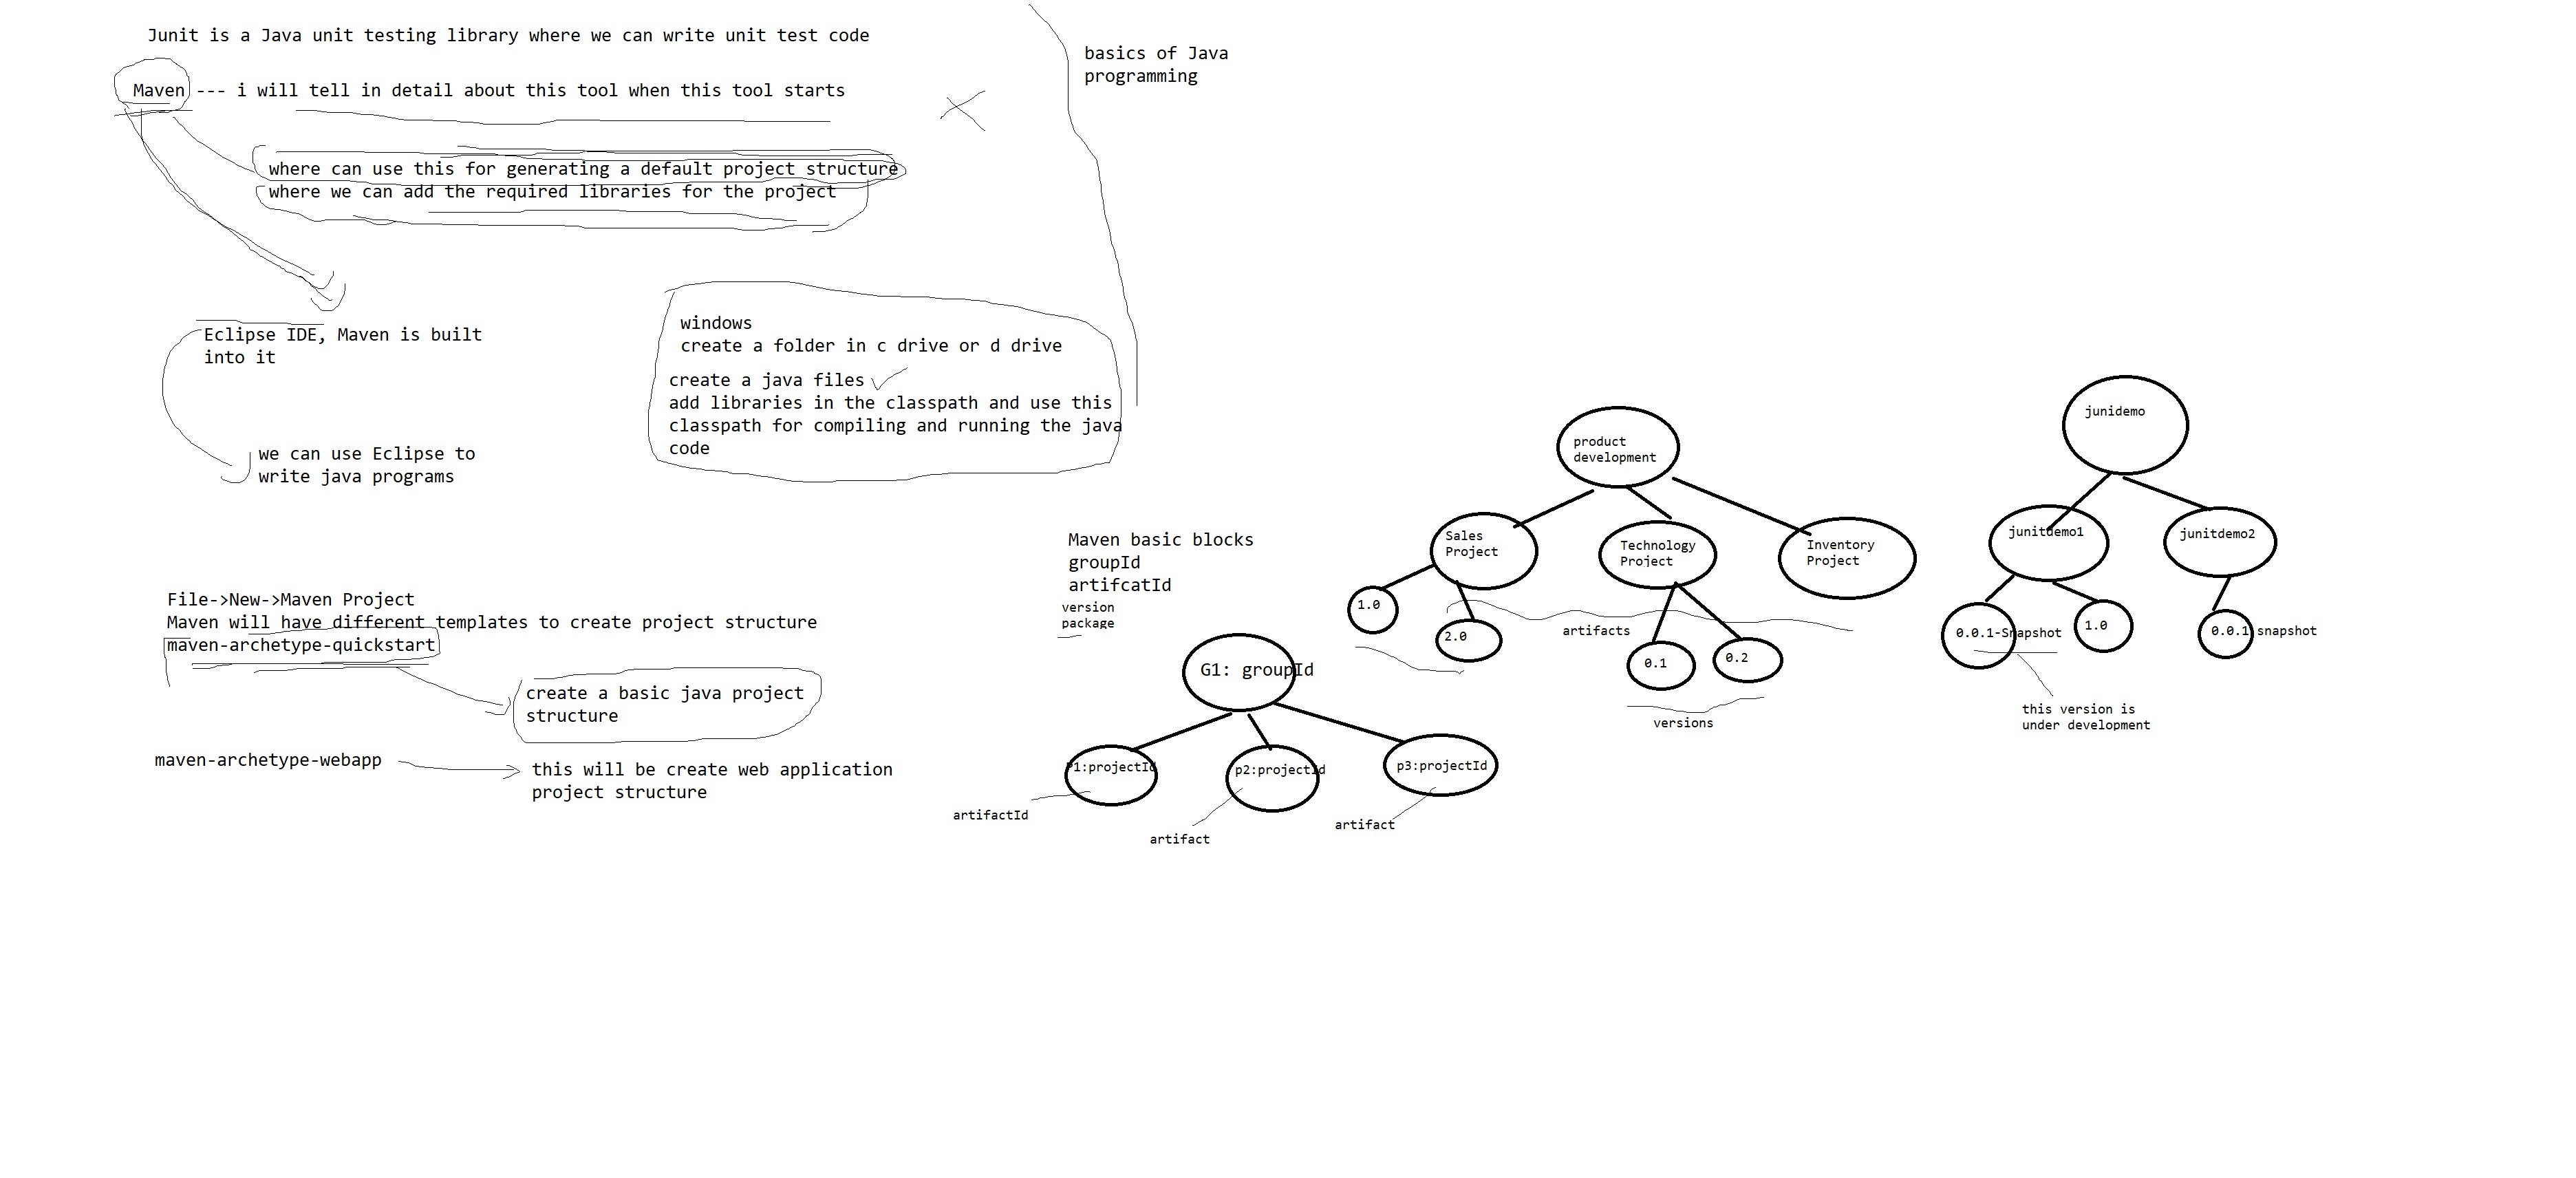 Junit is a Java unit testing library where we can write unit test code
Maven --- i will tell in detail about this tool when this tool starts
where can use this for generating a default project structure
where we can add the required libraries for the project
basics of Java
programming
Eclipse IDE, Maven is built
into it
we can use Eclipse to
write java programs
windows
create a folder in c drive or d drive
create a java files
add libraries in the classpath and use this
classpath for compiling and running the java
code
File->New->Maven Project
Maven will have different templates to create project structure
maven-archetype-quickstart
create a basic java project
structure
maven-archetype-webapp
this will be create web application
project structure
Maven basic blocks
groupId
artifcatId
version
package
G1: groupId
P1:projectId
p2:projectId
p3:projectId
artifactId
artifact
artifact
product
development
Sales
Project
Technology
Project
Inventory
Project
1.0
2.0
artifacts
0.1
0.2
versions
junidemo
junitdemo1
junitdemo2
0.0.1-Snapshot
1.0
0.0.1 snapshot
this version is
under development